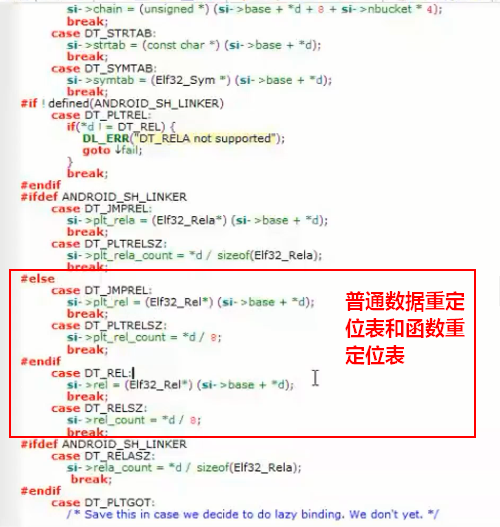 si->chain = (unsigned *) (si->base + *d + 8 + si->nbucket * 4);
break;
case DT_STRTAB:
si->strtab = (const char *) (si->base + *d);
break;
case DT_SYMTAB:
si->symtab = (Elf32_Sym *) (si->base + *d);
break;
#if !defined(ANDROID_SH_LINKER)
case DT_PLTREL:
if(*d != DT_REL) {
DL_ERR("DT_RELA not supported");
goto ↓fail;
}
break;
#endif
#ifdef ANDROID_SH_LINKER
case DT_JMPREL:
si->plt_rela = (Elf32_Rela*) (si->base + *d);
break;
case DT_PLTRELSZ:
si->plt_rela_count = *d / sizeof(Elf32_Rela);
break;
#else
case DT_JMPREL:
si->plt_rel = (Elf32_Rel*) (si->base + *d);
break;
case DT_PLTRELSZ:
si->plt_rel_count = *d / 8;
break;
#endif
case DT_REL:
si->rel = (Elf32_Rel*) (si->base + *d);
break;
case DT_RELSZ:
si->rel_count = *d / 8;
break;
普通数据重定
位表和函数重
定位表
#ifdef ANDROID_SH_LINKER
case DT_RELASZ:
si->rela_count = *d / sizeof(Elf32_Rela);
break;
#endif
case DT_PLTGOT:
/* Save this in case we decide to do lazy binding. We don't yet. */